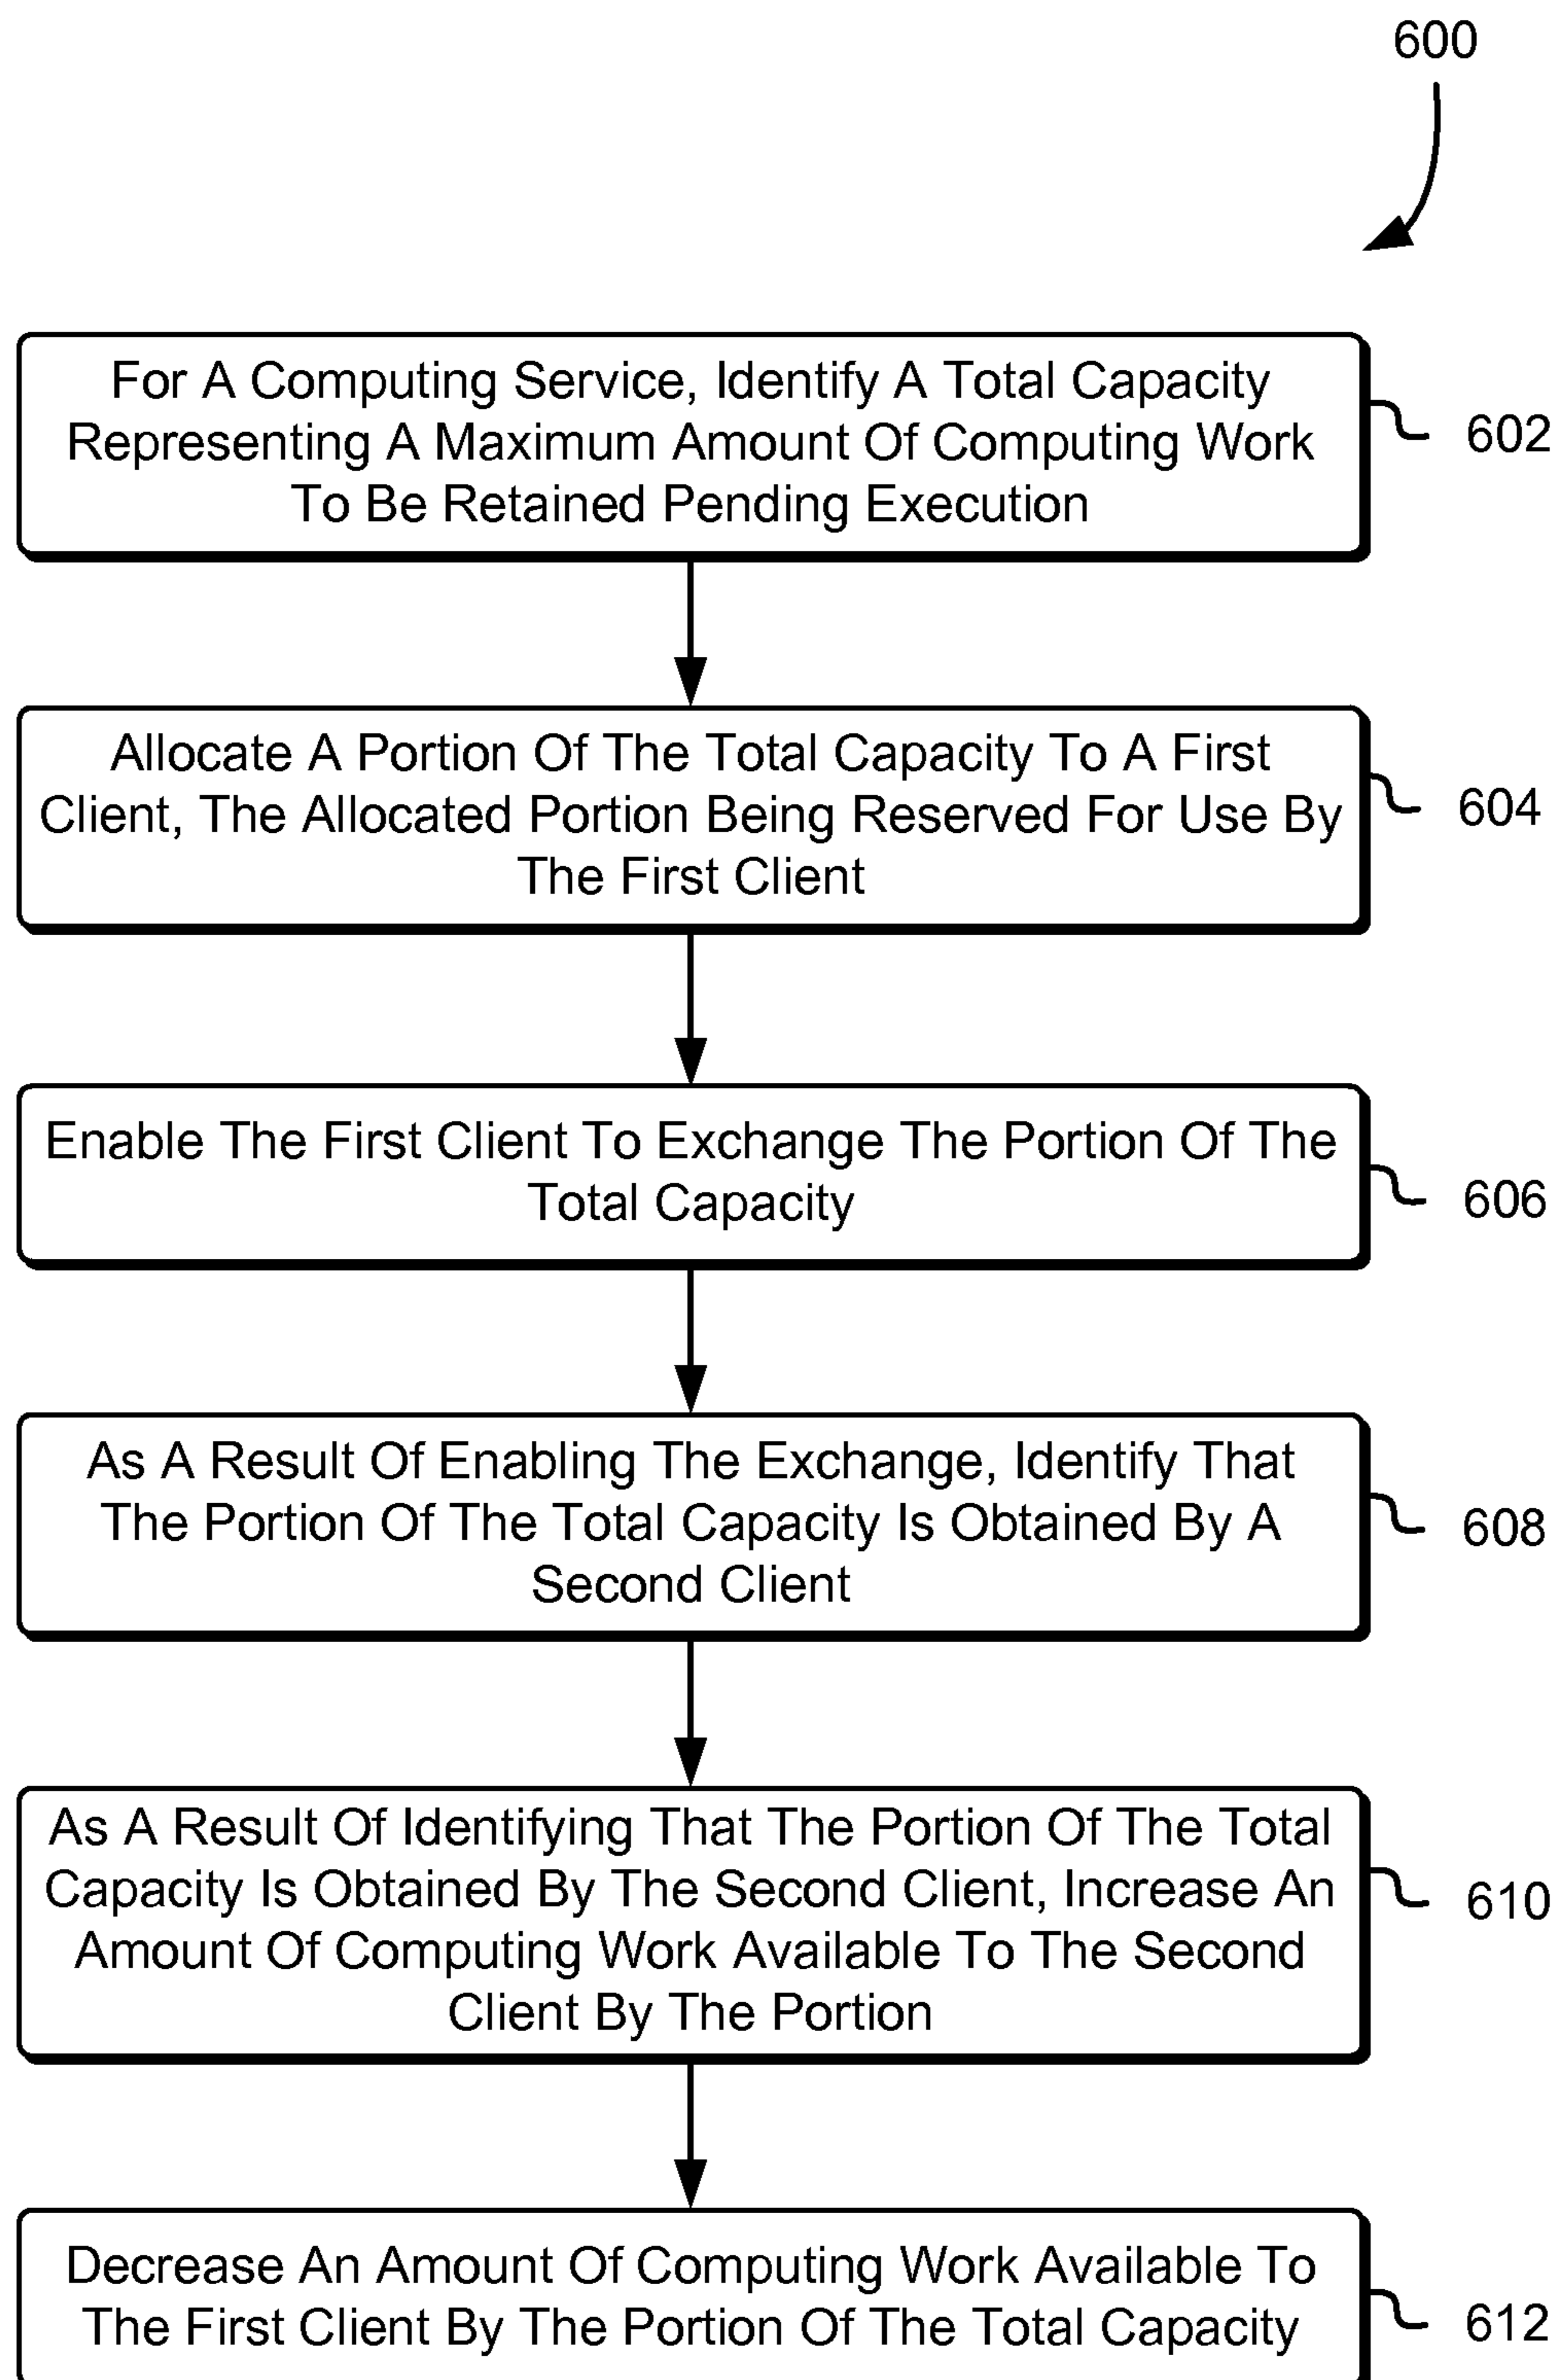 600
For A Computing Service, Identify A Total Capacity
Representing A Maximum Amount Of Computing Work
To Be Retained Pending Execution
602
Allocate A Portion Of The Total Capacity To A First
Client, The Allocated Portion Being Reserved For Use By
The First Client
604
Enable The First Client To Exchange The Portion Of The
Total Capacity
606
As A Result Of Enabling The Exchange, Identify That
The Portion Of The Total Capacity Is Obtained By A
Second Client
608
As A Result Of Identifying That The Portion Of The Total
Capacity Is Obtained By The Second Client, Increase An
Amount Of Computing Work Available To The Second
Client By The Portion
610
Decrease An Amount Of Computing Work Available To
The First Client By The Portion Of The Total Capacity
612